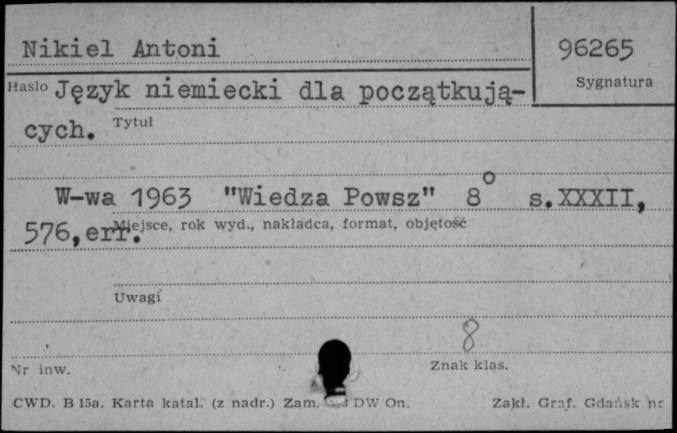 Nikiel Antoni
96265
Hasło
Sygnatura
Język niemiecki dla początkują-
cych.
Tytuł
W-wa 1963 "Wiedza Powsz" 8° s.XXXII,
576,err.
Miejsce, rok wyd., nakładca, format, objętość
Uwagi
8
Nr inw.
Znak klas.
CWD. B 15a. Karta katal. (z nadr.) Zam. DW On.
Zakł. Graf. Gdańsk nr